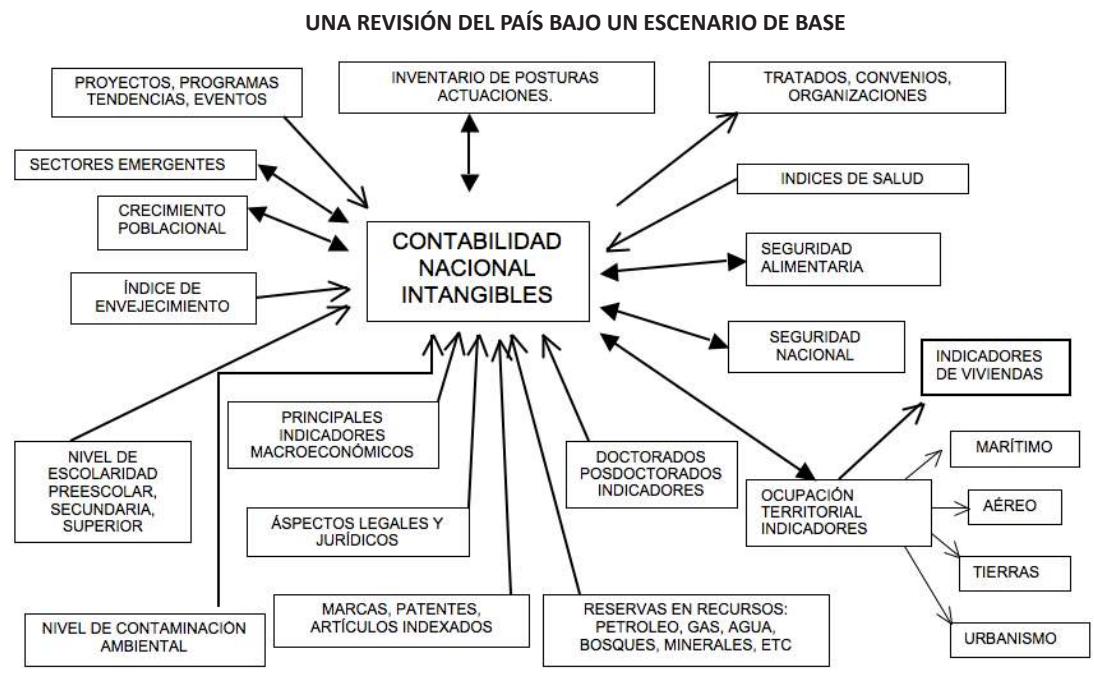 UNA REVISIÓN DEL PAÍS BAJO UN ESCENARIO DE BASE
PROYECTOS, PROGRAMAS
TENDENCIAS, EVENTOS
INVENTARIO DE POSTURAS
ACTUACIONES.
TRATADOS, CONVENIOS,
ORGANIZACIONES
SECTORES EMERGENTES
INDICES DE SALUD
CRECIMIENTO
POBLACIONAL
CONTABILIDAD
NACIONAL
INTANGIBLES
SEGURIDAD
ALIMENTARIA
ÍNDICE DE
ENVEJECIMIENTO
SEGURIDAD
NACIONAL
INDICADORES
DE VIVIENDAS
PRINCIPALES
INDICADORES
MACROECONÓMICOS
NIVEL DE
ESCOLARIDAD
PREESCOLAR,
SECUNDARIA,
SUPERIOR
DOCTORADOS
POSDOCTORADOS
INDICADORES
OCUPACIÓN
TERRITORIAL
INDICADORES
MARÍTIMO
AÉREO
TIERRAS
URBANISMO
ÁSPECTOS LEGALES Y
JURÍDICOS
NIVEL DE CONTAMINACIÓN
AMBIENTAL
MARCAS, PATENTES,
ARTÍCULOS INDEXADOS
RESERVAS EN RECURSOS:
PETROLEO, GAS, AGUA,
BOSQUES, MINERALES, ETC